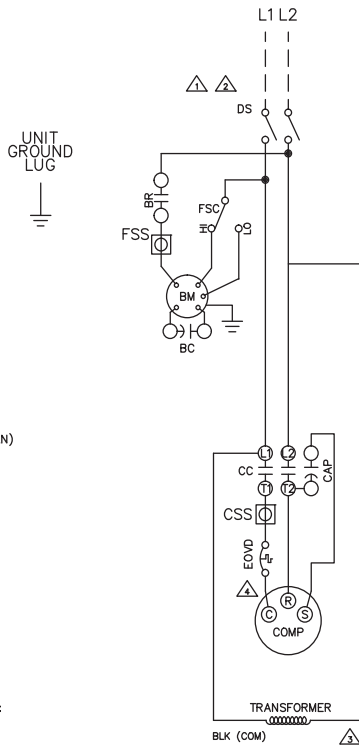 L1 L2
1 2
DS
UNIT
GROUND
LUG
BR
FSC
FSS
HI
LO
BM
BC
N)
L1 L2
CC
CAP
T1 T2
CSS
EOVD
4
R
C S
COMP
:
TRANSFORMER
BLK (COM)
3